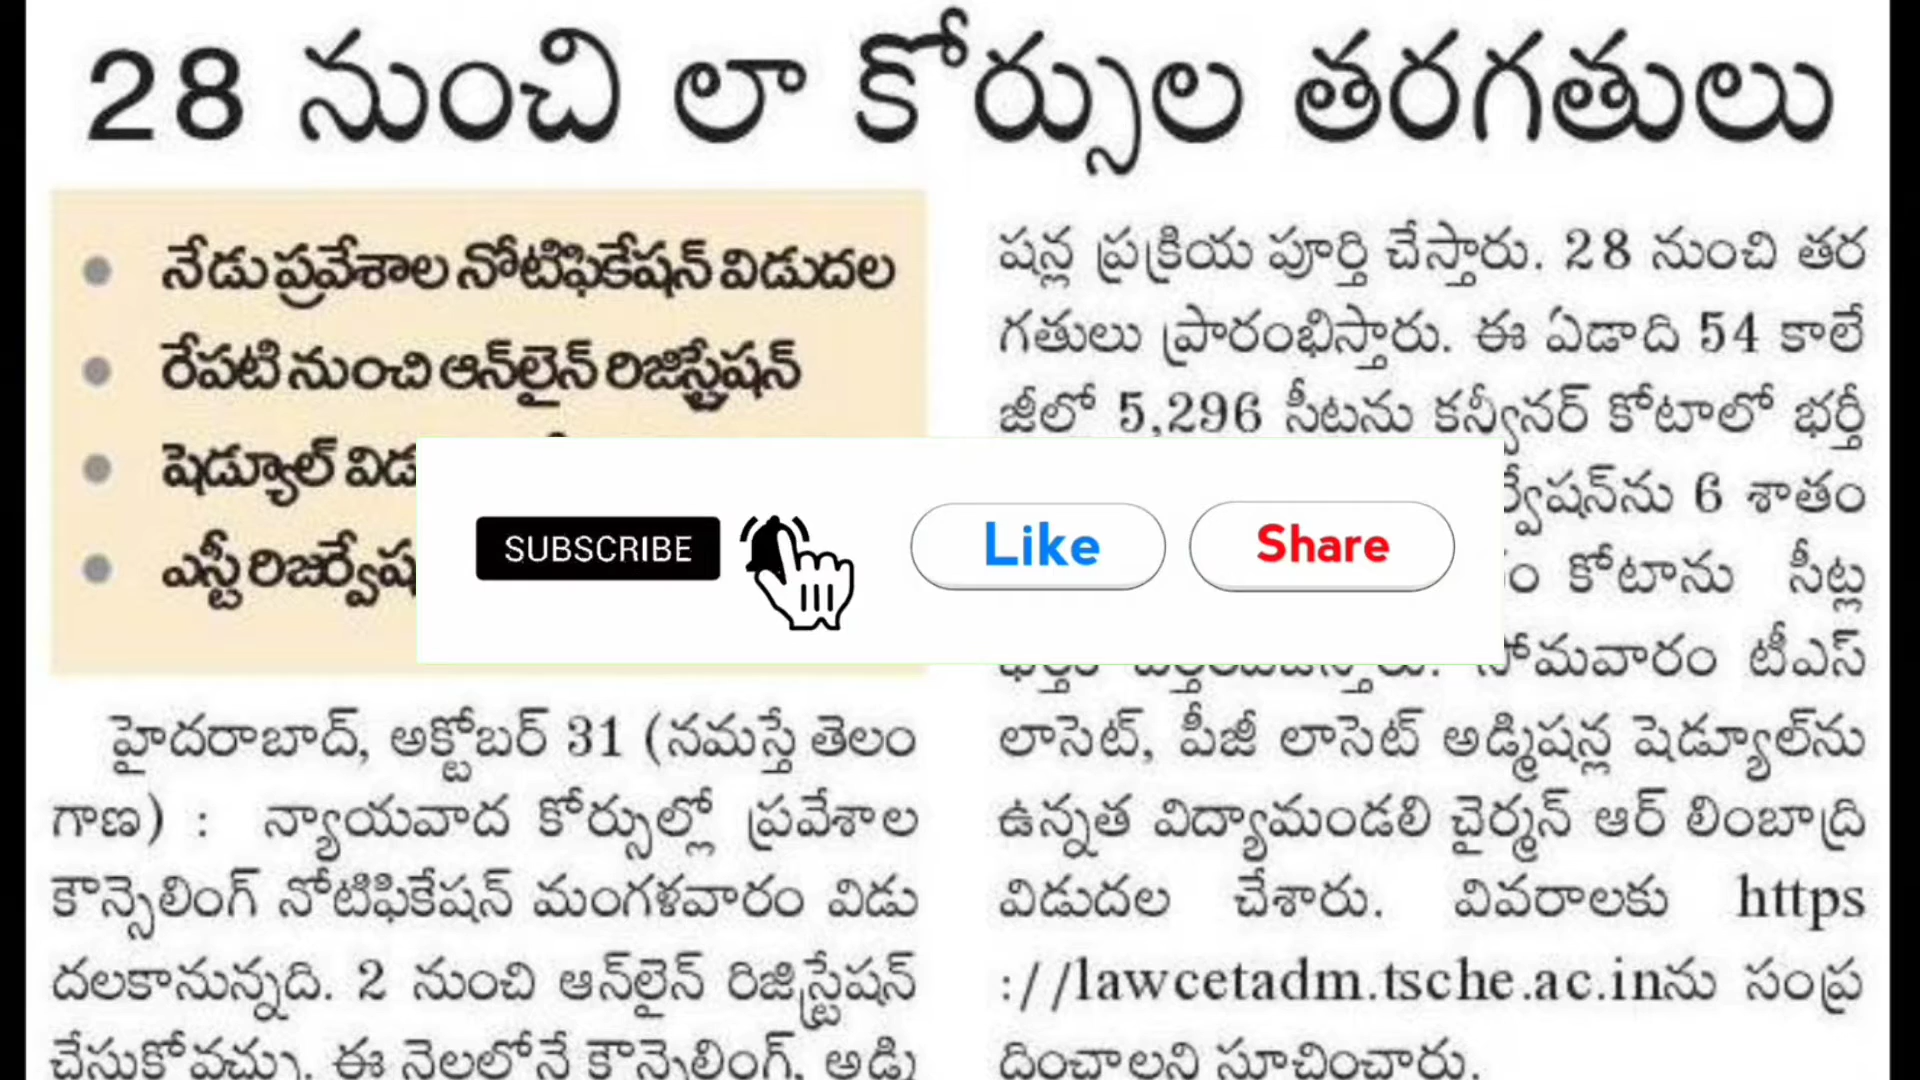 28 నుంచి లా కోర్సుల తరగతులు
నేడు ప్రవేశాల నోటిఫికేషన్ విడుదల
రేపటి నుంచి ఆన్‌లైన్ రిజిస్ట్రేషన్
షెడ్యూల్
ఎస్టీ
హైదరాబాద్, అక్టోబర్ 31 (నమస్తే తెలం
గాణ) : న్యాయవాద కోర్సుల్లో ప్రవేశాల
కౌన్సెలింగ్ నోటిఫికేషన్ మంగళవారం విడు
దలకానున్నది. 2 నుంచి ఆన్‌లైన్ రిజిస్ట్రేషన్
చేసుకోవచ్చు. ఈ నెలలోనే కౌన్సెలింగ్, అడ్మి
షన్ల ప్రక్రియ పూర్తి చేస్తారు. 28 నుంచి తర
గతులు ప్రారంభిస్తారు. ఈ ఏడాది 54 కాలే
జీలో 5,296 సీటను కన్వీనర్ కోటాలో భర్తీ
ర్వేషన్‌ను 6 శాతం
కోటాను సీట్ల
సోమవారం టీఎస్
లాసెట్, పీజీ లాసెట్ అడ్మిషన్ల షెడ్యూల్‌ను
ఉన్నత విద్యామండలి చైర్మన్ ఆర్ లింబాద్రి
విడుదల చేశారు. వివరాలకు https
://lawcetadm.tsche.ac.inను సంప్ర
దించాలని సూచించారు.
SUBSCRIBE
Like
Share